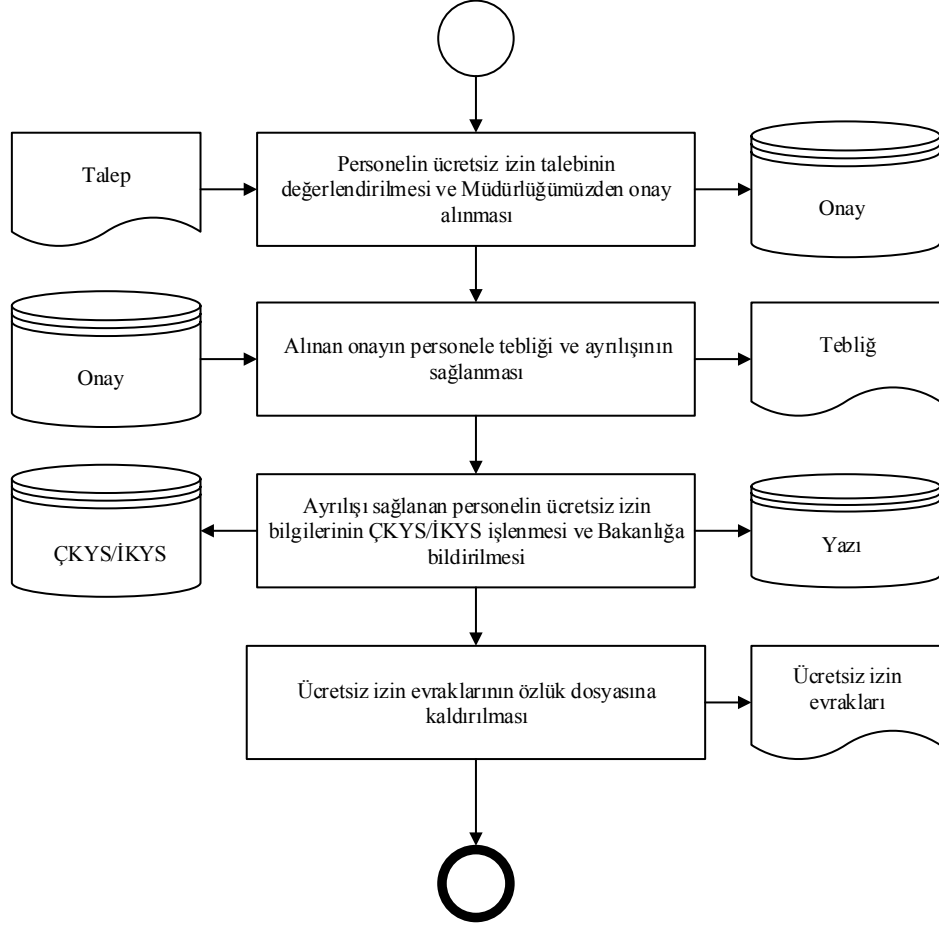 Talep
Personelin ücretsiz izin talebinin
değerlendirilmesi ve Müdürlüğümüzden onay
alınması
Onay
Onay
Alınan onayın personele tebliği ve ayrılışının
sağlanması
Tebliğ
ÇKYS/İKYS
Ayrılışı sağlanan personelin ücretsiz izin
bilgilerinin ÇKYS/İKYS işlenmesi ve Bakanlığa
bildirilmesi
Yazı
Ücretsiz izin evraklarının özlük dosyasına
kaldırılması
Ücretsiz izin
evrakları